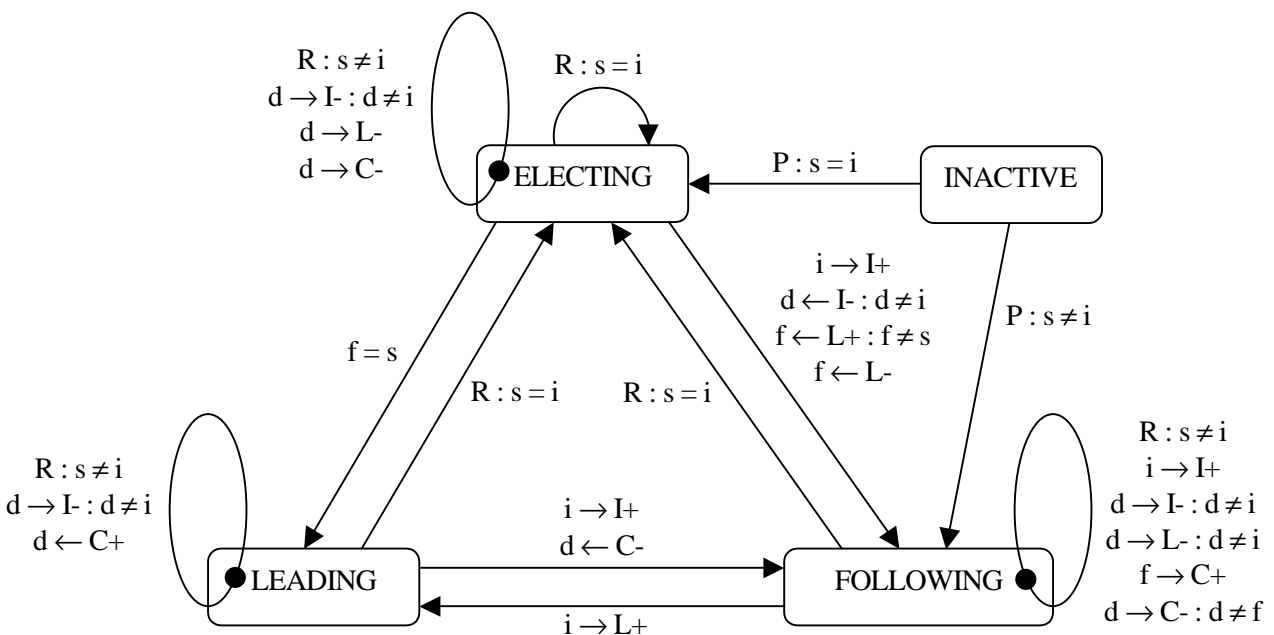 R : s ≠ i
d → I- : d ≠ i
d → L-
d → C-
R : s = i
ELECTING
P : s = i
INACTIVE
i → I+
d ← I- : d ≠ i
f ← L+ : f ≠ s
f ← L-
P : s ≠ i
f = s
R : s = i
R : s = i
R : s ≠ i
d → I- : d ≠ i
d ← C+
LEADING
i → I+
d ← C-
i → L+
FOLLOWING
R : s ≠ i
i → I+
d → I- : d ≠ i
d → L- : d ≠ i
f → C+
d → C- : d ≠ f